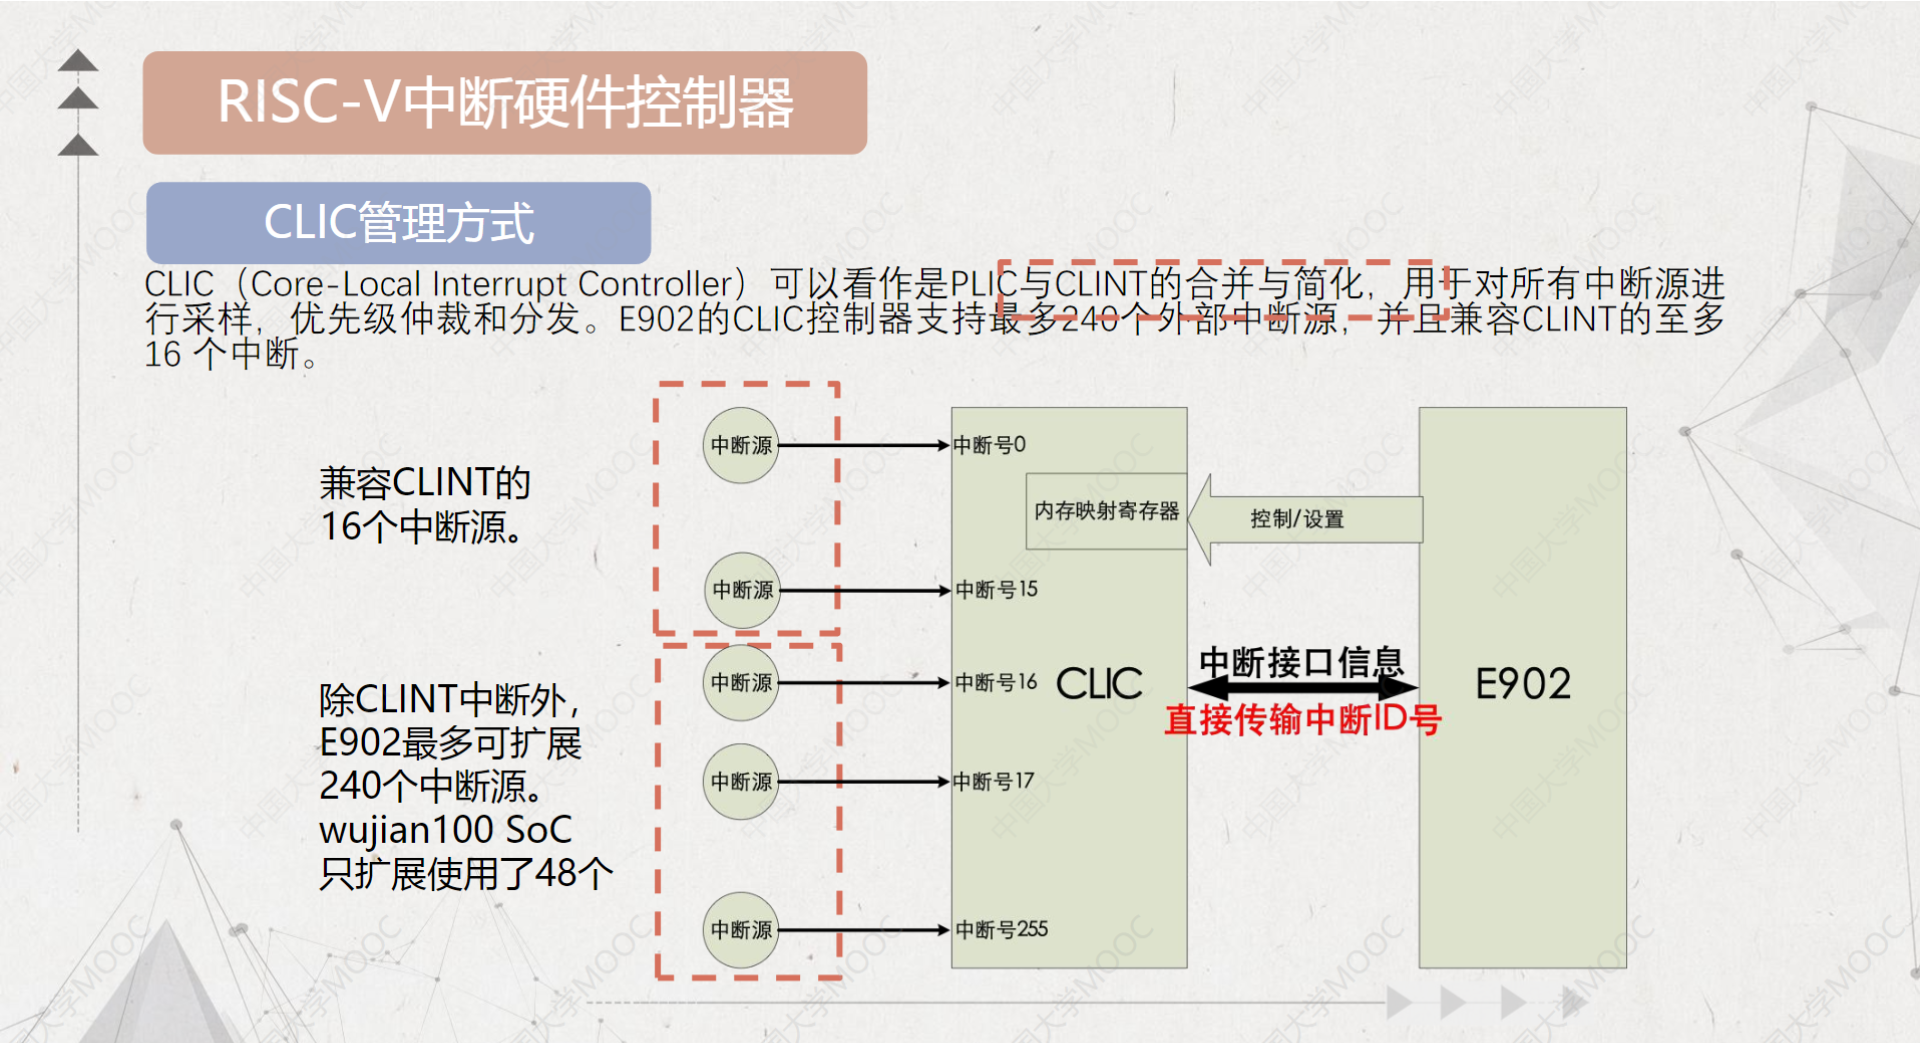 RISC-V中断硬件控制器
CLIC管理方式
CLIC（Core-Local Interrupt Controller）可以看作是PLIC与CLINT的合并与简化，用于对所有中断源进
行采样，优先级仲裁和分发。E902的CLIC控制器支持最多240个外部中断源，并且兼容CLINT的至多
16 个中断。
兼容CLINT的
16个中断源。
除CLINT中断外，
E902最多可扩展
240个中断源。
wujian100 SoC
只扩展使用了48个
中断源
中断号0
内存映射寄存器
控制/设置
中断源
中断号15
中断源
中断号16
CLIC
中断接口信息
直接传输中断ID号
E902
中断源
中断号17
中断源
中断号255
中国大学MOOC